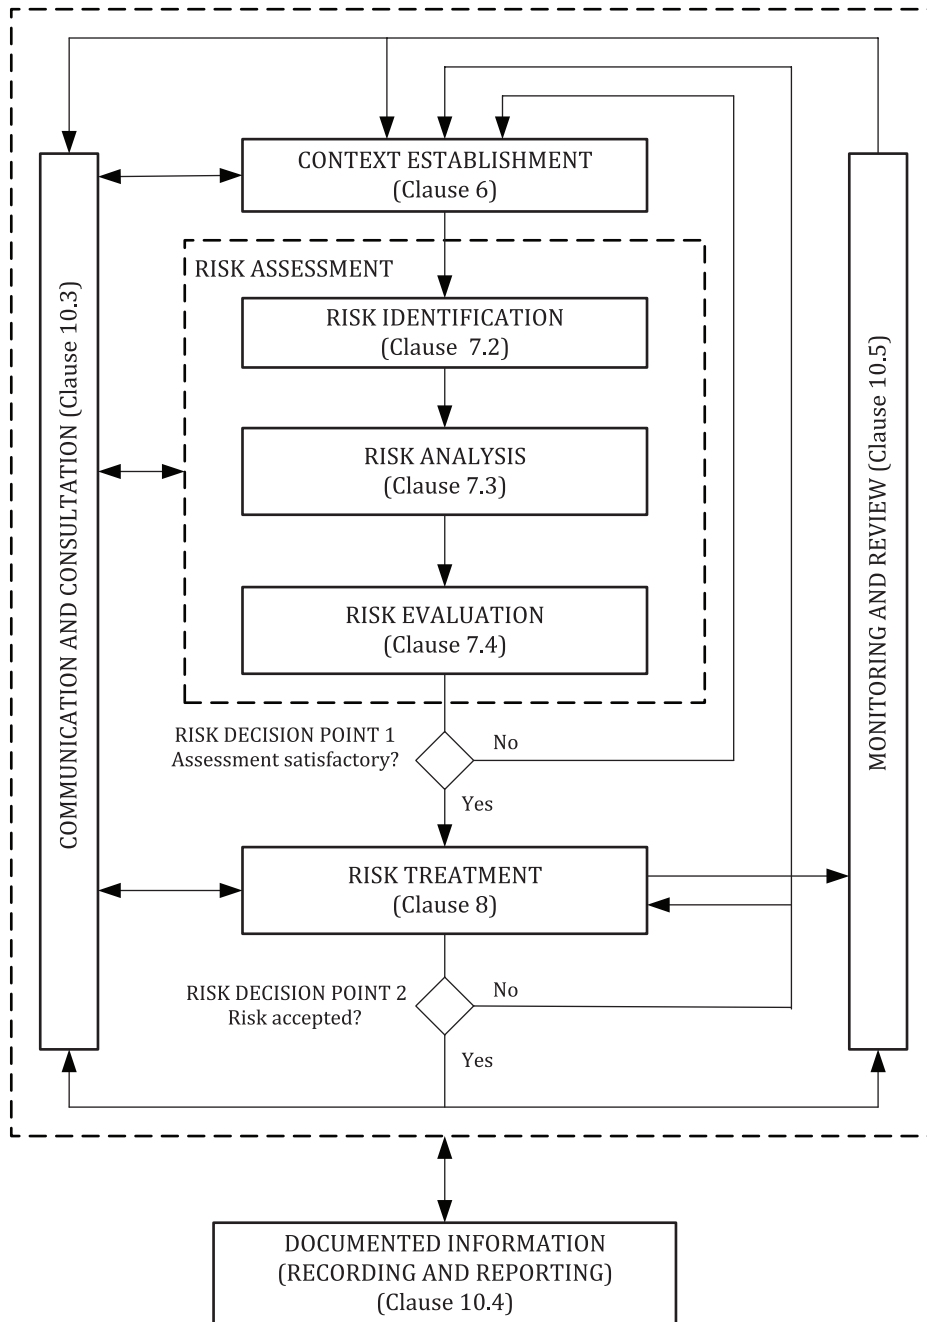 CONTEXT ESTABLISHMENT
(Clause 6)
RISK ASSESSMENT
RISK IDENTIFICATION
(Clause 7.2)
RISK ANALYSIS
(Clause 7.3)
RISK EVALUATION
(Clause 7.4)
COMMUNICATION AND CONSULTATION (Clause 10.3)
MONITORING AND REVIEW (Clause 10.5)
RISK DECISION POINT 1
Assessment satisfactory?
No
Yes
RISK TREATMENT
(Clause 8)
RISK DECISION POINT 2
Risk accepted?
No
Yes
DOCUMENTED INFORMATION
(RECORDING AND REPORTING)
(Clause 10.4)